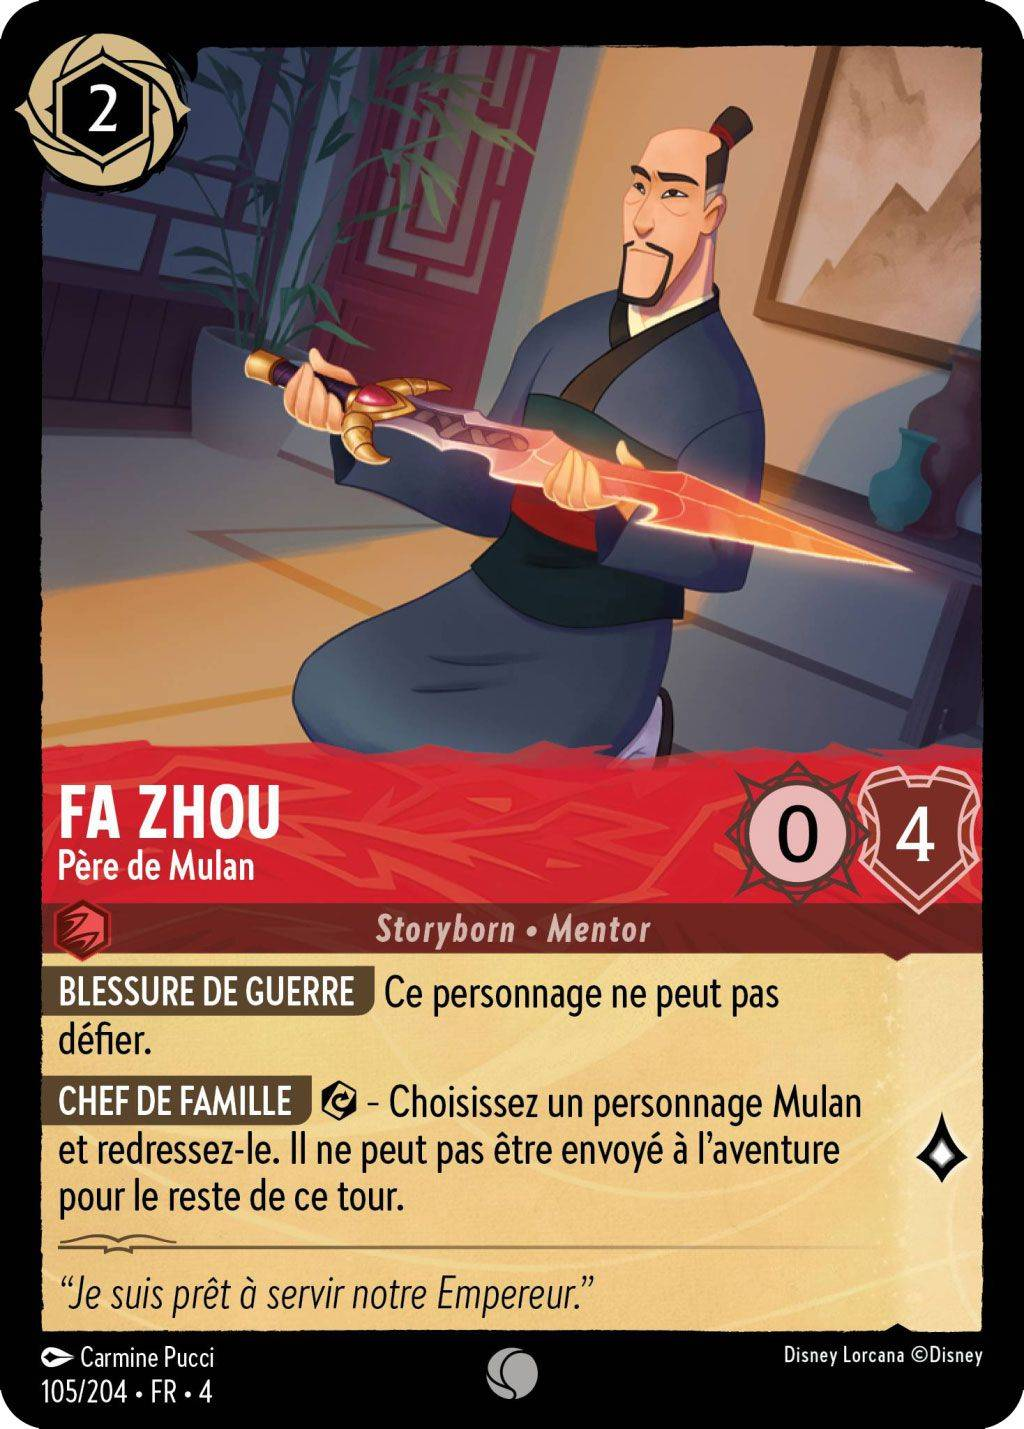 2
FA ZHOU
Père de Mulan
0
4
Storyborn • Mentor
BLESSURE DE GUERRE Ce personnage ne peut pas
défier.
CHEF DE FAMILLE - Choisissez un personnage Mulan
et redressez-le. Il ne peut pas être envoyé à l’aventure
pour le reste de ce tour.
“Je suis prêt à servir notre Empereur.”
Carmine Pucci
Disney Lorcana ©Disney
105/204 • FR • 4